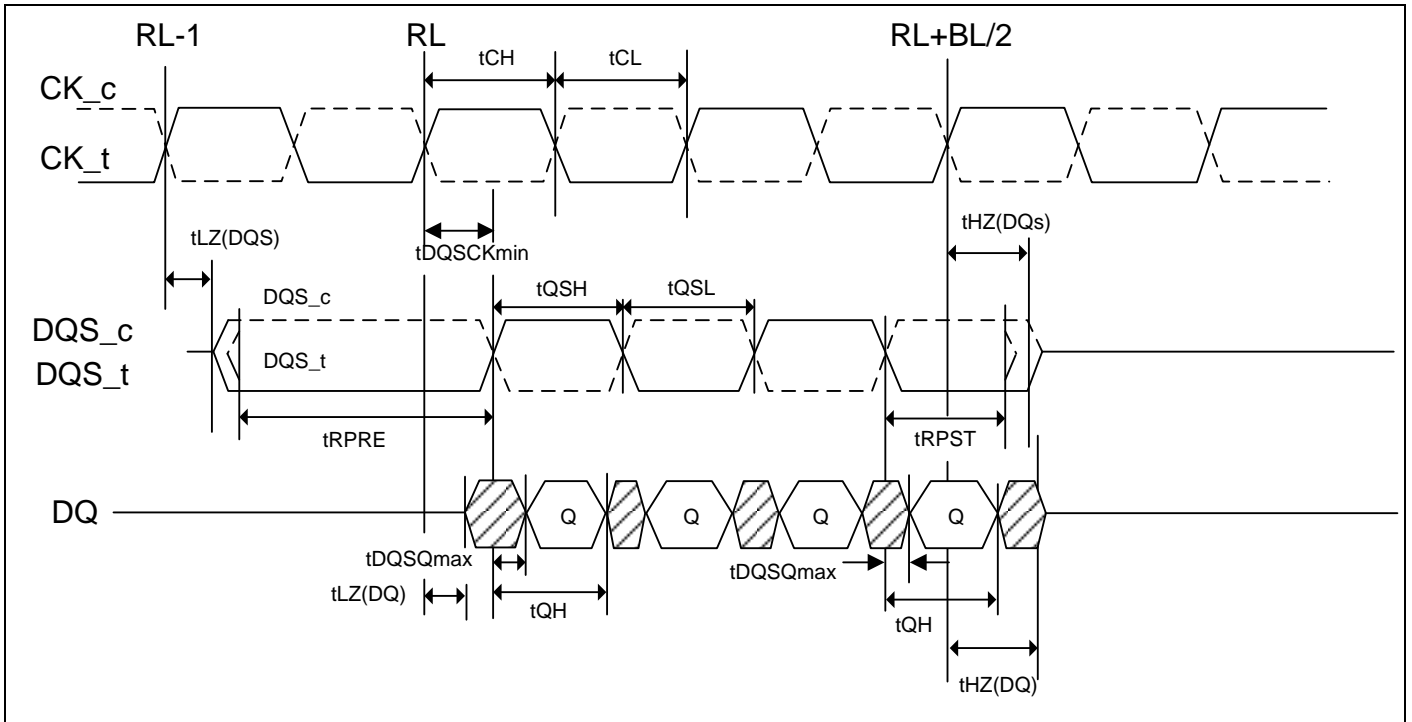 RL-1
RL
RL+BL/2
tCH
tCL
CK_c
CK_t
tLZ(DQS)
tDQSCKmin
tHZ(DQs)
tQSH
tQSL
DQS_c
DQS_c
DQS_t
DQS_t
tRPRE
tRPST
DQ
Q
Q
Q
Q
tDQSQmax
tDQSQmax
tLZ(DQ)
tQH
tQH
tHZ(DQ)